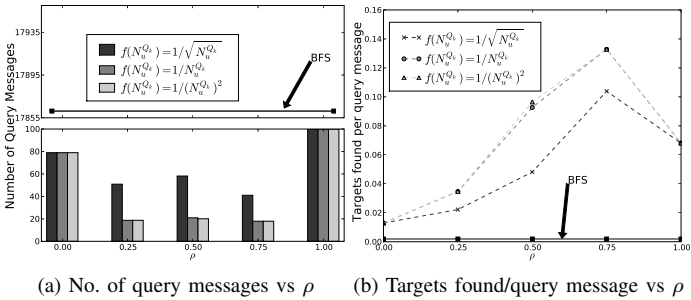 Number of Query Messages
17935
17895
17855
f(N_u^{Q_k})=1/\sqrt{N_u^{Q_k}}
f(N_u^{Q_k})=1/N_u^{Q_k}
f(N_u^{Q_k})=1/(N_u^{Q_k})^2
BFS
100
80
60
40
20
0
0.00 0.25 0.50 0.75 1.00
ρ
(a) No. of query messages vs ρ
Targets found per query message
0.16
0.14
0.12
0.10
0.08
0.06
0.04
0.02
0.00
f(N_u^{Q_k})=1/\sqrt{N_u^{Q_k}}
f(N_u^{Q_k})=1/N_u^{Q_k}
f(N_u^{Q_k})=1/(N_u^{Q_k})^2
BFS
0.00 0.25 0.50 0.75 1.00
ρ
(b) Targets found/query message vs ρ